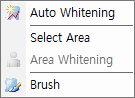 Auto Whitening
Select Area
Area Whitening
Brush